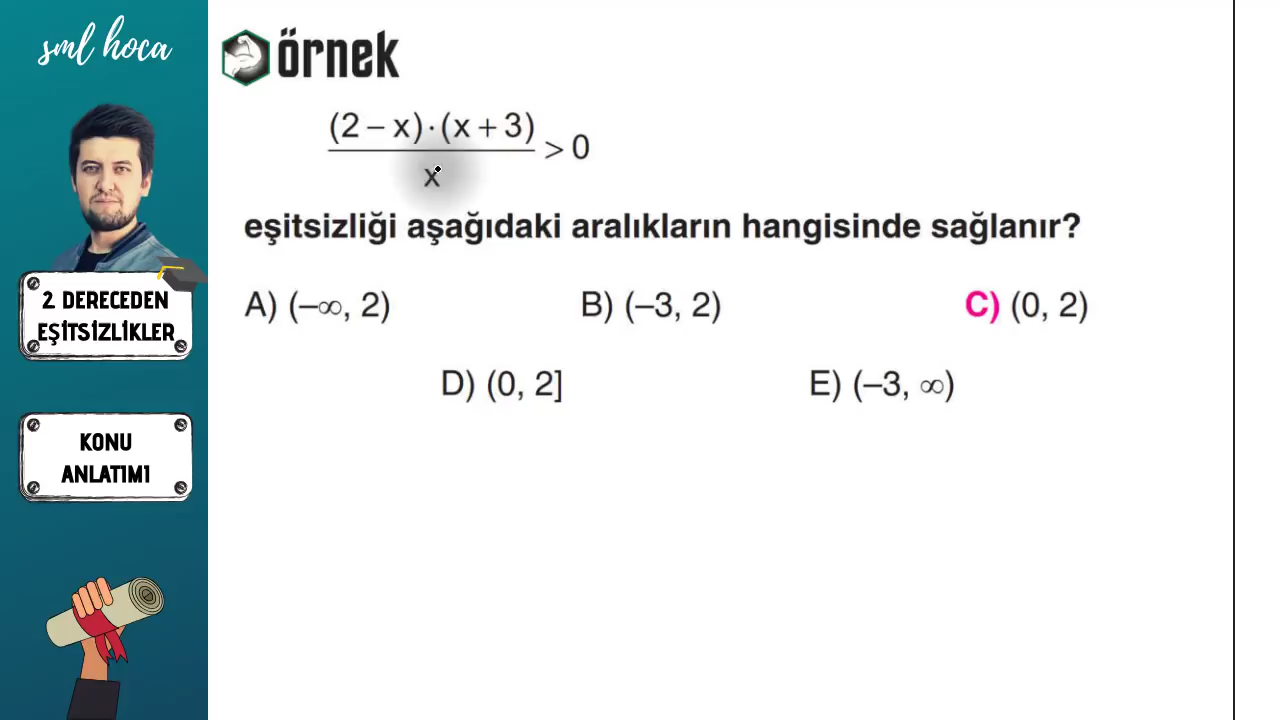 sml hoca
örnek
(2 – x)·(x + 3)
x
> 0
eşitsizliği aşağıdaki aralıkların hangisinde sağlanır?
A) (–∞, 2) B) (–3, 2) C) (0, 2)
D) (0, 2] E) (–3, ∞)
2. DERECEDEN
EŞİTSİZLİKLER
KONU
ANLATIMI